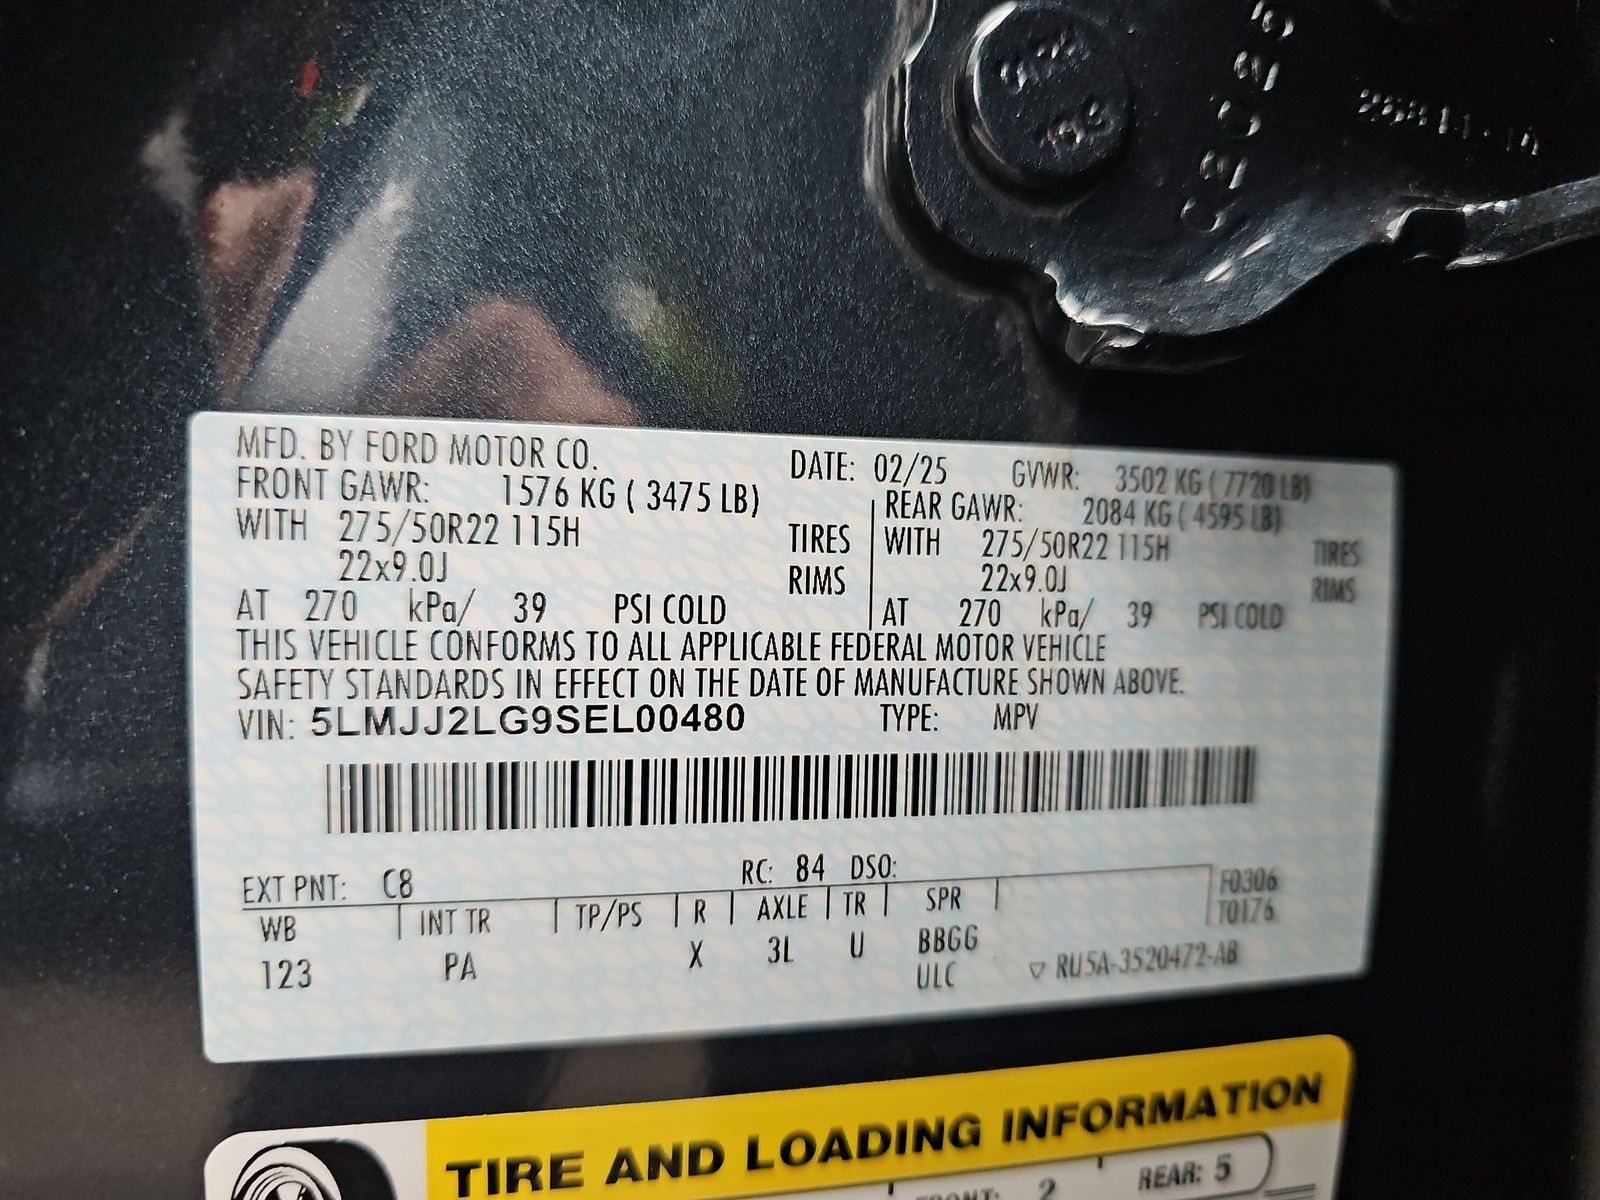 MFD. BY FORD MOTOR CO. DATE: 02/25 GVWR: 3502 KG ( 7720 LB)
FRONT GAWR: 1576 KG ( 3475 LB) REAR GAWR: 2084 KG ( 4595 LB)
WITH 275/50R22 115H TIRES WITH 275/50R22 115H TIRES
22x9.0J RIMS 22x9.0J RIMS
AT 270 kPa/ 39 PSI COLD AT 270 kPa/ 39 PSI COLD
THIS VEHICLE CONFORMS TO ALL APPLICABLE FEDERAL MOTOR VEHICLE
SAFETY STANDARDS IN EFFECT ON THE DATE OF MANUFACTURE SHOWN ABOVE.
VIN: 5LMJJ2LG9SEL00480 TYPE: MPV
EXT PNT: C8 RC: 84 DSO: F0306
WB INT TR TP/PS R AXLE TR SPR T0176
123 PA X 3L U BBGG
ULC ▽ RU5A-3520472-AB
TIRE AND LOADING INFORMATION
FRONT: 2 REAR: 5